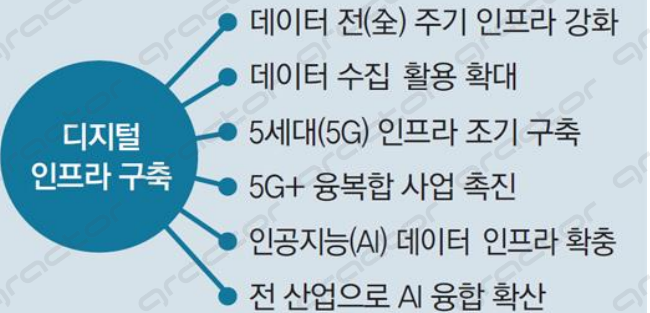 디지털
인프라 구축
데이터 전(全) 주기 인프라 강화
데이터 수집 활용 확대
5세대(5G) 인프라 조기 구축
5G+ 융복합 사업 촉진
인공지능(AI) 데이터 인프라 확충
전 산업으로 AI 융합 확산